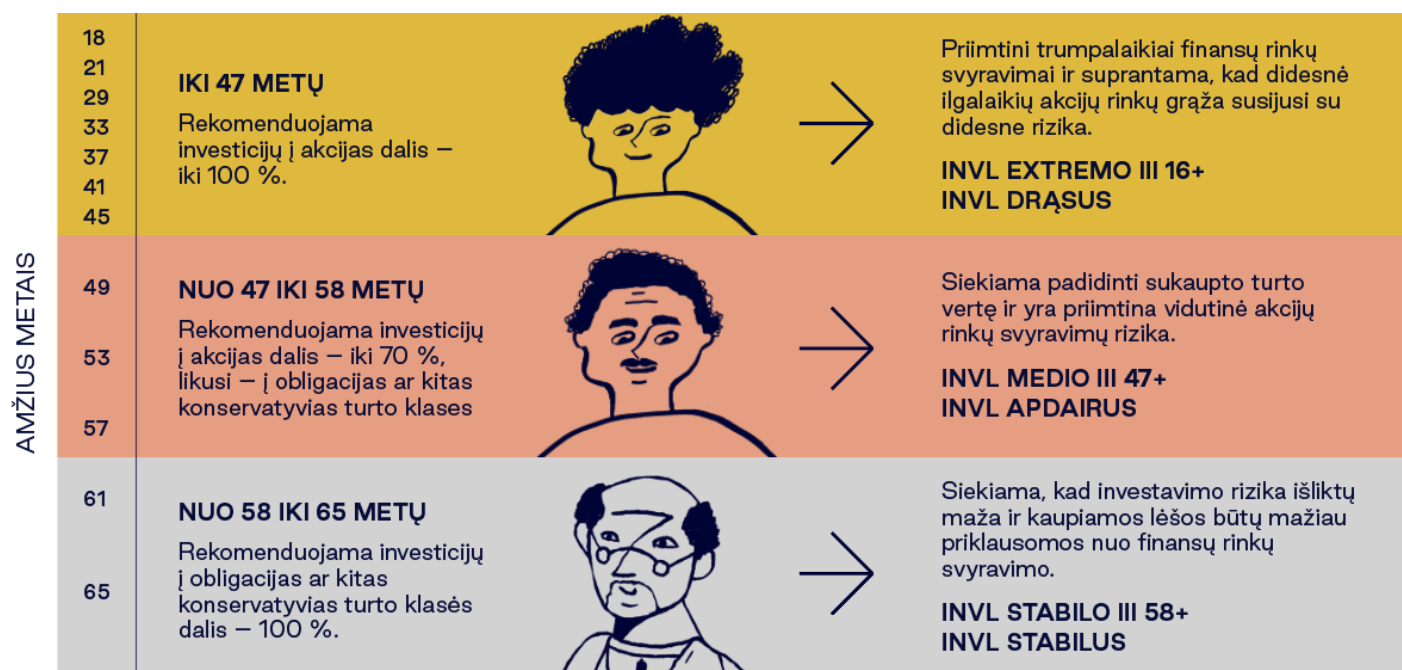 AMŽIUS METAIS
18
21
29
33
37
41
45
IKI 47 METŲ
Rekomenduojama
investicijų į akcijas dalis –
iki 100 %.
Priimtini trumpalaikiai finansų rinkų
svyravimai ir suprantama, kad didesnė
ilgalaikių akcijų rinkų grąža susijusi su
didesne rizika.
INVL EXTREMO III 16+
INVL DRĄSUS
49
53
57
NUO 47 IKI 58 METŲ
Rekomenduojama investicijų
į akcijas dalis – iki 70 %,
likusi – į obligacijas ar kitas
konservatyvias turto klases
Siekiama padidinti sukaupto turto
vertę ir yra priimtina vidutinė akcijų
rinkų svyravimų rizika.
INVL MEDIO III 47+
INVL APDAIRUS
61
65
NUO 58 IKI 65 METŲ
Rekomenduojama investicijų
į obligacijas ar kitas
konservatyvias turto klasės
dalis – 100 %.
Siekiama, kad investavimo rizika išliktų
maža ir kaupiamos lėšos būtų mažiau
priklausomos nuo finansų rinkų
svyravimo.
INVL STABILO III 58+
INVL STABILUS